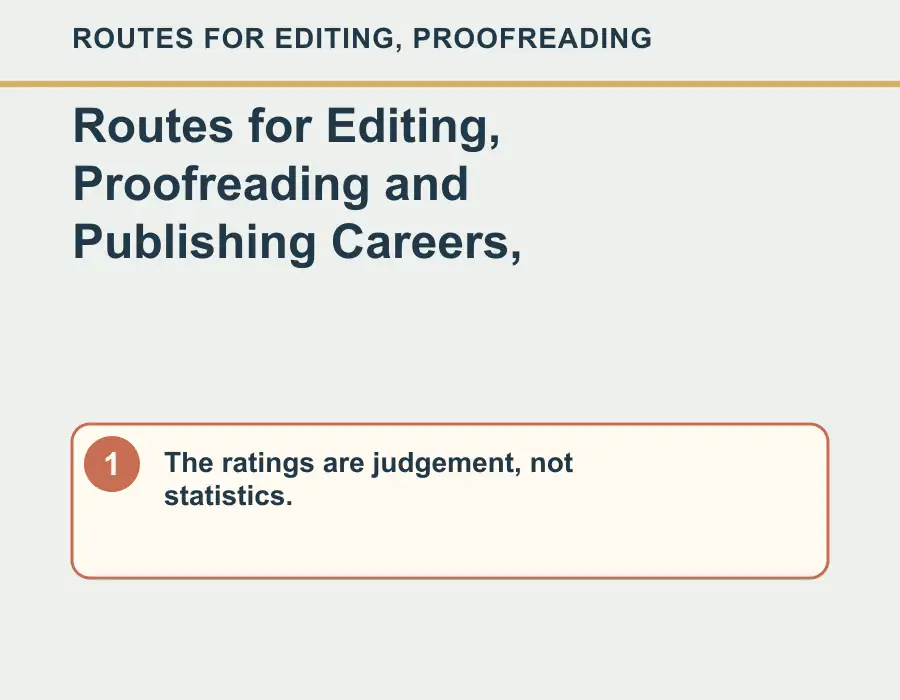 ROUTES FOR EDITING, PROOFREADING
Routes for Editing,
Proofreading and
Publishing Careers,
1
The ratings are judgement, not
statistics.